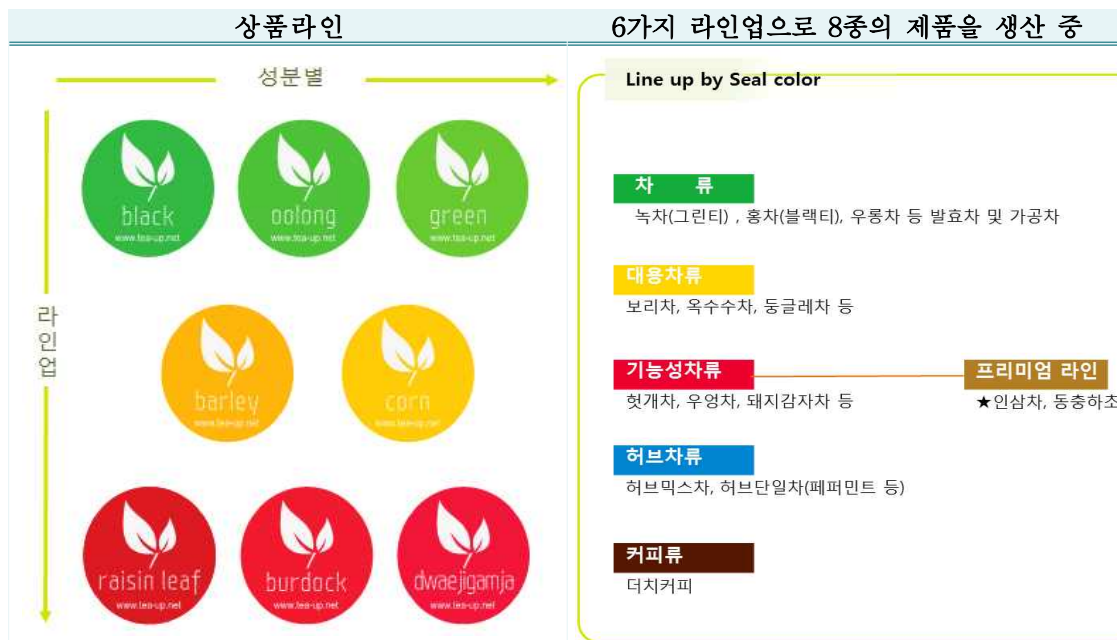 상품라인
6가지 라인업으로 8종의 제품을 생산 중
성분별
라인업
black
www.tea-up.net
oolong
www.tea-up.net
green
www.tea-up.net
barley
www.tea-up.net
corn
www.tea-up.net
raisin leaf
www.tea-up.net
burdock
www.tea-up.net
dwaejigamja
www.tea-up.net
Line up by Seal color
차 류
녹차(그린티) , 홍차(블랙티), 우롱차 등 발효차 및 가공차
대용차류
보리차, 옥수수차, 둥글레차 등
기능성차류
헛개차, 우엉차, 돼지감자차 등
프리미엄 라인
★인삼차, 동충하초
허브차류
허브믹스차, 허브단일차(페퍼민트 등)
커피류
더치커피